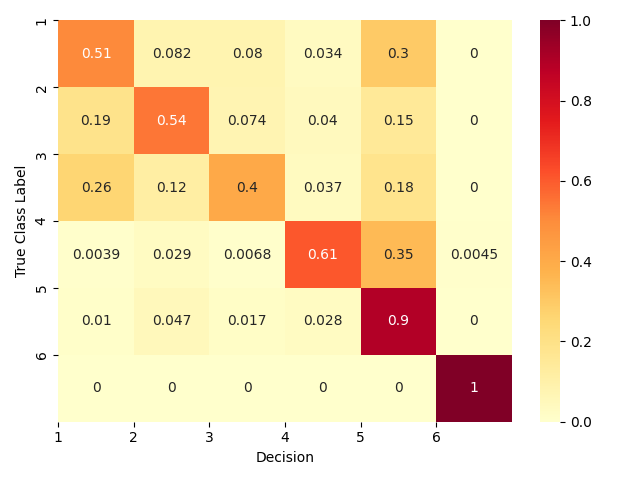 1 0.51 0.082 0.08 0.034 0.3 0 1.0
2 0.19 0.54 0.074 0.04 0.15 0 0.8
3 0.26 0.12 0.4 0.037 0.18 0 0.6
4 0.0039 0.029 0.0068 0.61 0.35 0.0045 0.4
5 0.01 0.047 0.017 0.028 0.9 0 0.2
6 0 0 0 0 0 1 0.0
1 2 3 4 5 6
True Class Label
Decision